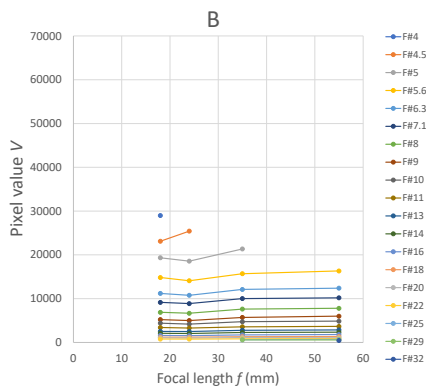 B
70000
60000
50000
40000
30000
20000
10000
0
0
10
20
30
40
50
60
Pixel value V
Focal length f (mm)
F#4
F#4.5
F#5
F#5.6
F#6.3
F#7.1
F#8
F#9
F#10
F#11
F#13
F#14
F#16
F#18
F#20
F#22
F#25
F#29
F#32